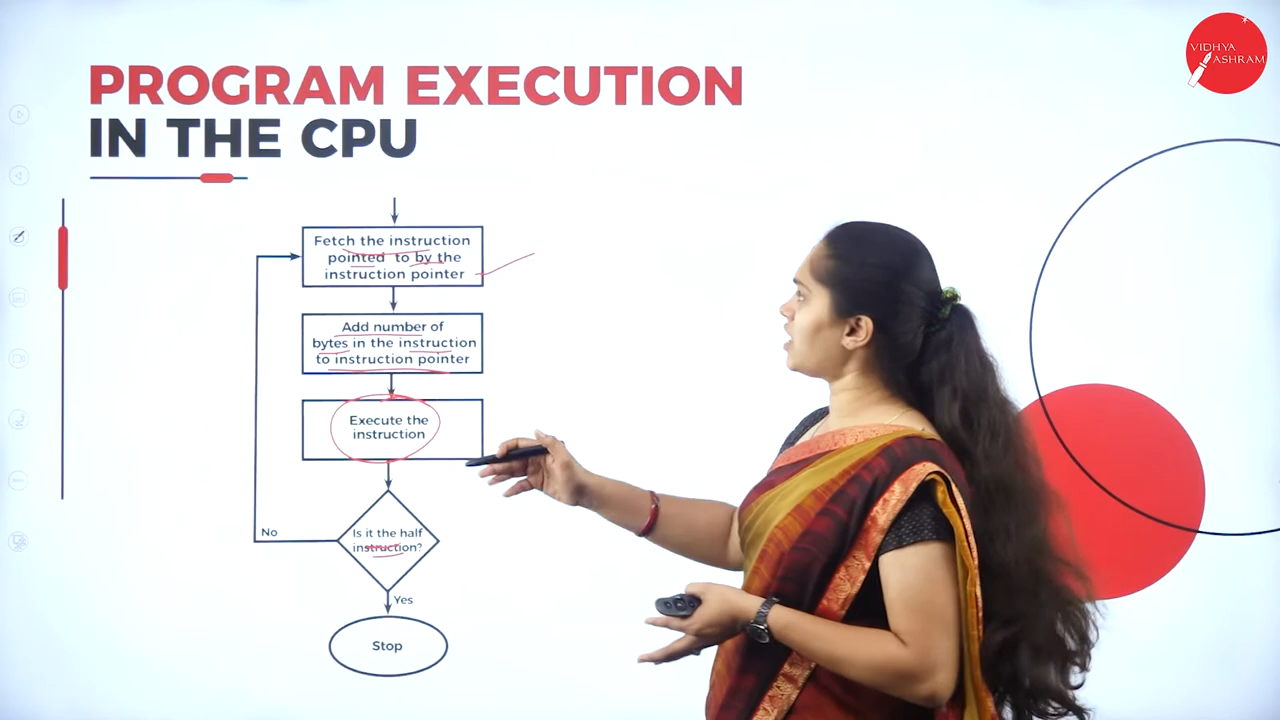 VIDHYA
ASHRAM
PROGRAM EXECUTION
IN THE CPU
Fetch the instruction
pointed to by the
instruction pointer
Add number of
bytes in the instruction
to instruction pointer
Execute the
instruction
Is it the half
instruction?
No
Yes
Stop